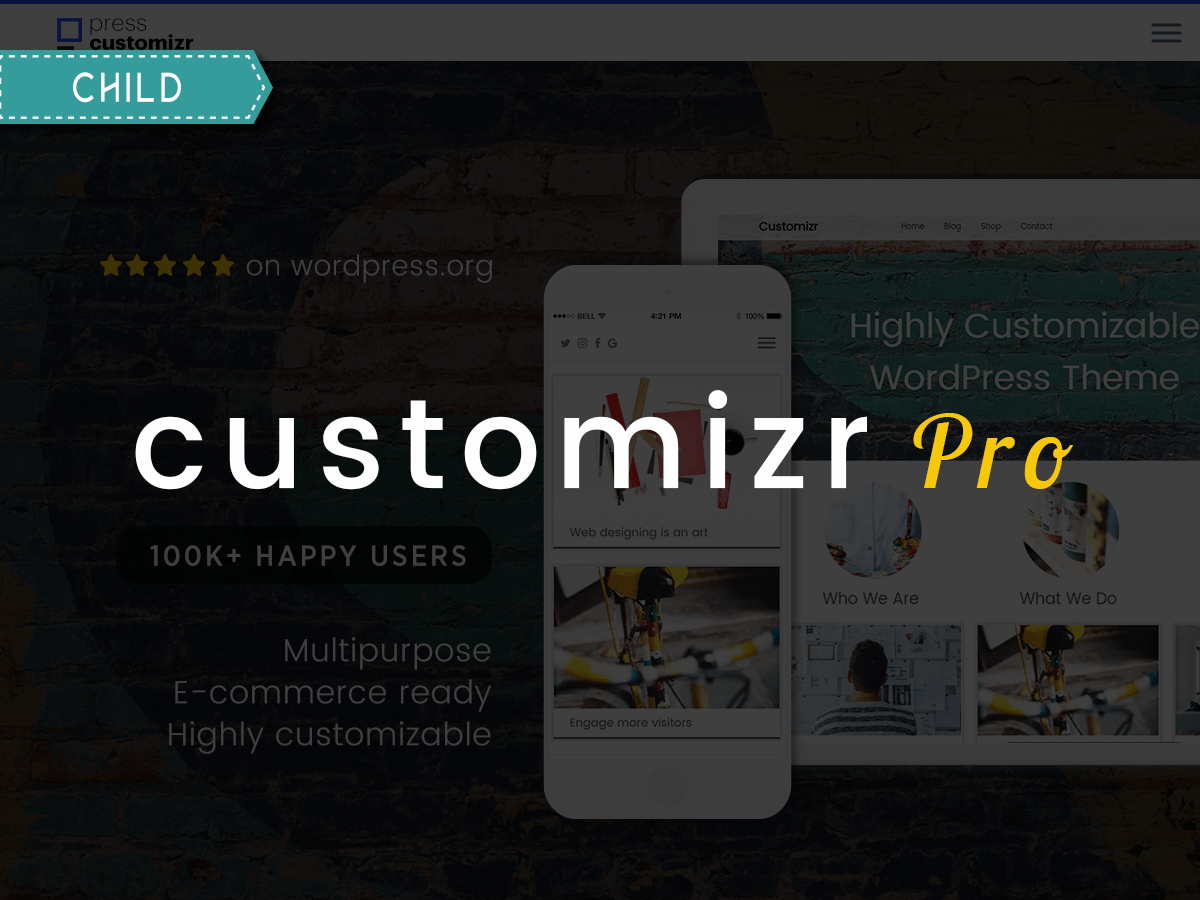 press
customizr
CHILD
Customizr
Home Blog Shop Contact
on wordpress.org
BELL 4:21 PM 100%
Highly Customizable
WordPress Theme
customizr Pro
Web designing is an art
100K+ HAPPY USERS
Who We Are What We Do
Multipurpose
E-commerce ready
Highly customizable
Engage more visitors